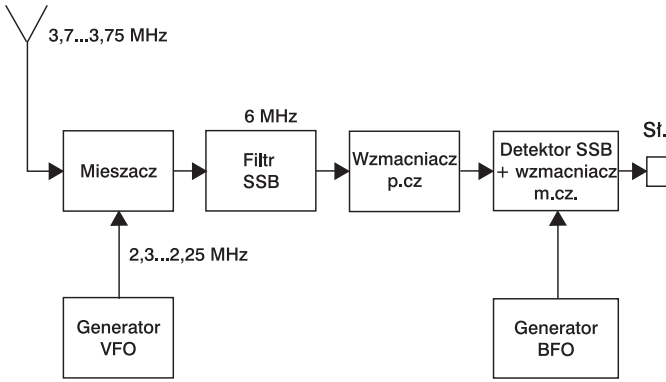 3,7...3,75 MHz
6 MHz
Sł.
Mieszacz
Filtr
SSB
Wzmacniacz
p.cz
Detektor SSB
+ wzmacniacz
m.cz.
2,3...2,25 MHz
Generator
VFO
Generator
BFO